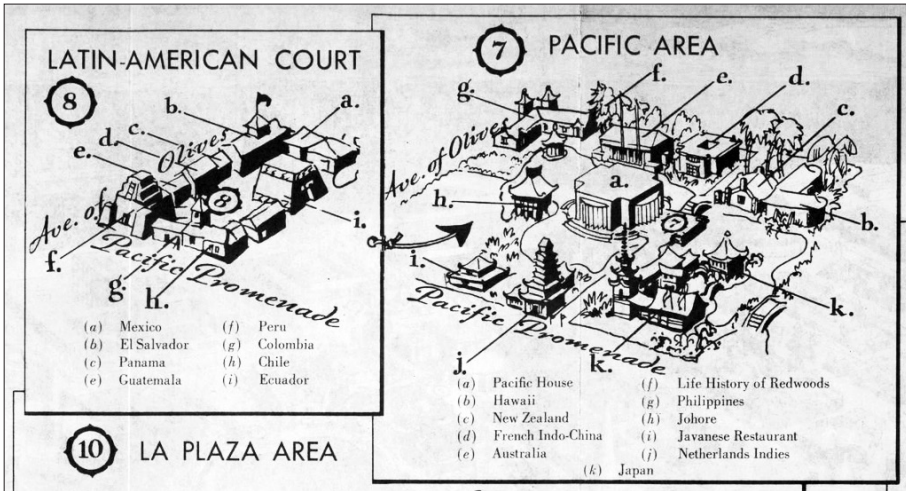 LATIN-AMERICAN COURT
8
a.
b.
c.
d.
e.
f.
g.
h.
i.
8
Ave. of Olives
Pacific Promenade
(a) Mexico
(b) El Salvador
(c) Panama
(e) Guatemala
(f) Peru
(g) Colombia
(h) Chile
(i) Ecuador
7 PACIFIC AREA
a.
b.
c.
d.
e.
f.
g.
h.
i.
j.
k.
k.
7
Ave. of Olives
Pacific Promenade
(a) Pacific House
(b) Hawaii
(c) New Zealand
(d) French Indo-China
(e) Australia
(f) Life History of Redwoods
(g) Philippines
(h) Johore
(i) Javanese Restaurant
(j) Netherlands Indies
(k) Japan
10 LA PLAZA AREA